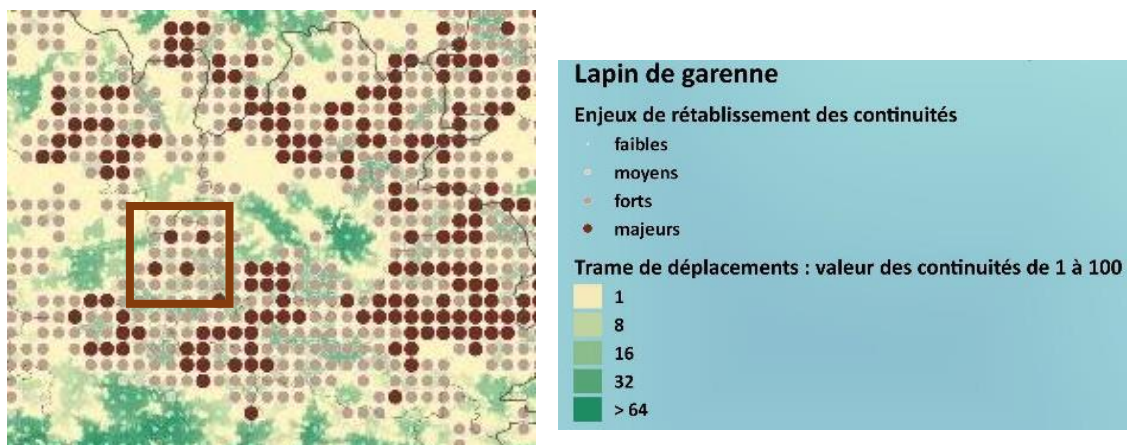 Lapin de garenne
Enjeux de rétablissement des continuités
faibles
moyens
forts
majeurs
Trame de déplacements : valeur des continuités de 1 à 100
1
8
16
32
> 64